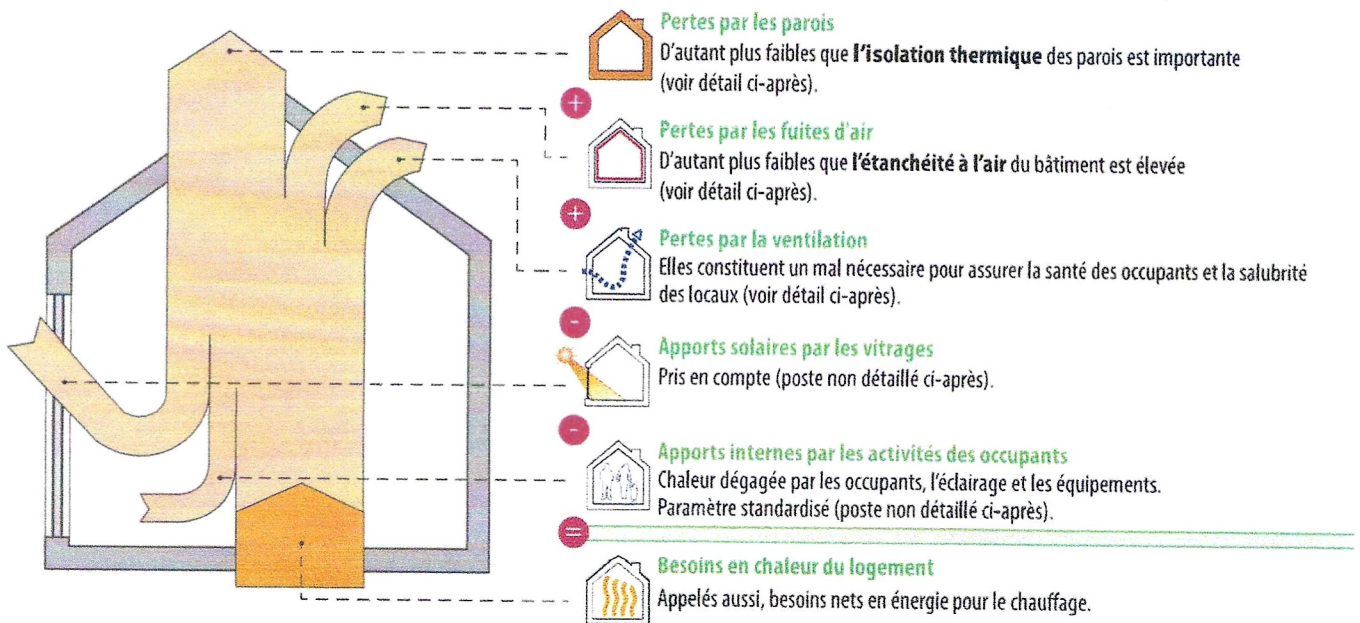 Pertes par les parois
D'autant plus faibles que l'isolation thermique des parois est importante
(voir détail ci-après).
+
Pertes par les fuites d'air
D'autant plus faibles que l'étanchéité à l'air du bâtiment est élevée
(voir détail ci-après).
+
Pertes par la ventilation
Elles constituent un mal nécessaire pour assurer la santé des occupants et la salubrité
des locaux (voir détail ci-après).
-
Apports solaires par les vitrages
Pris en compte (poste non détaillé ci-après).
-
Apports internes par les activités des occupants
Chaleur dégagée par les occupants, l'éclairage et les équipements.
Paramètre standardisé (poste non détaillé ci-après).
=
Besoins en chaleur du logement
Appelés aussi, besoins nets en énergie pour le chauffage.